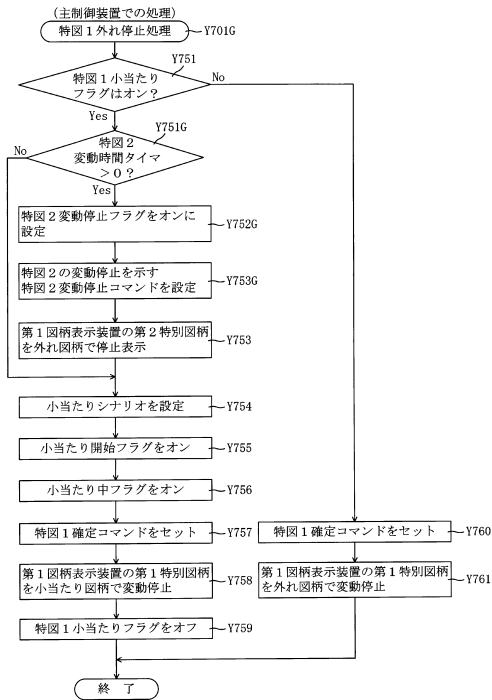 (主制御装置での処理)
特図1外れ停止処理
Y701G
Y751
特図1小当たり
フラグはオン?
No
Yes
Y751G
特図2
変動時間タイマ
>0?
No
Yes
特図2変動停止フラグをオンに
設定
Y752G
特図2の変動停止を示す
特図2変動停止コマンドを設定
Y753G
第1図柄表示装置の第2特別図柄
を外れ図柄で停止表示
Y753
小当たりシナリオを設定
Y754
小当たり開始フラグをオン
Y755
小当たり中フラグをオン
Y756
特図1確定コマンドをセット
Y757
特図1確定コマンドをセット
Y760
第1図柄表示装置の第1特別図柄
を小当たり図柄で変動停止
Y758
第1図柄表示装置の第1特別図柄
を外れ図柄で変動停止
Y761
特図1小当たりフラグをオフ
Y759
終 了